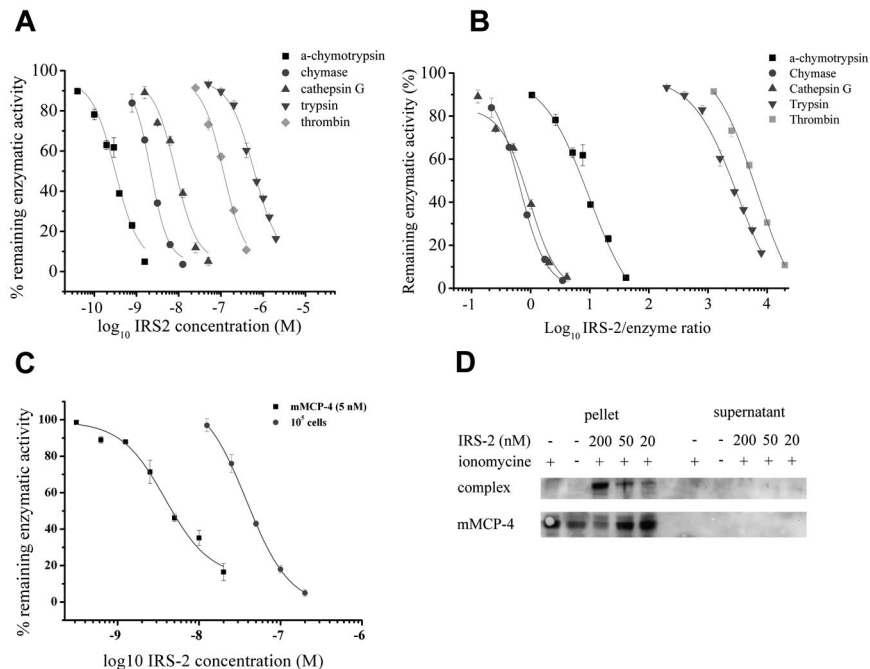 A
a-chymotrypsin
chymase
cathepsin G
trypsin
thrombin
% remaining enzymatic activity
100
80
60
40
20
0
-10 -9 -8 -7 -6 -5
log10 IRS2 concentration (M)
B
a-chymotrypsin
Chymase
Cathepsin G
Trypsin
Thrombin
Remaining enzymatic activity (%)
100
80
60
40
20
0
-1 0 1 2 3 4
Log10 IRS-2/enzyme ratio
C
mMCP-4 (5 nM)
10^5 cells
% remaining enzymatic activity
100
80
60
40
20
0
-9 -8 -7 -6
log10 IRS-2 concentration (M)
D
pellet supernatant
IRS-2 (nM) - - 200 50 20 - - 200 50 20
ionomycine + - + + + + - + + +
complex
mMCP-4